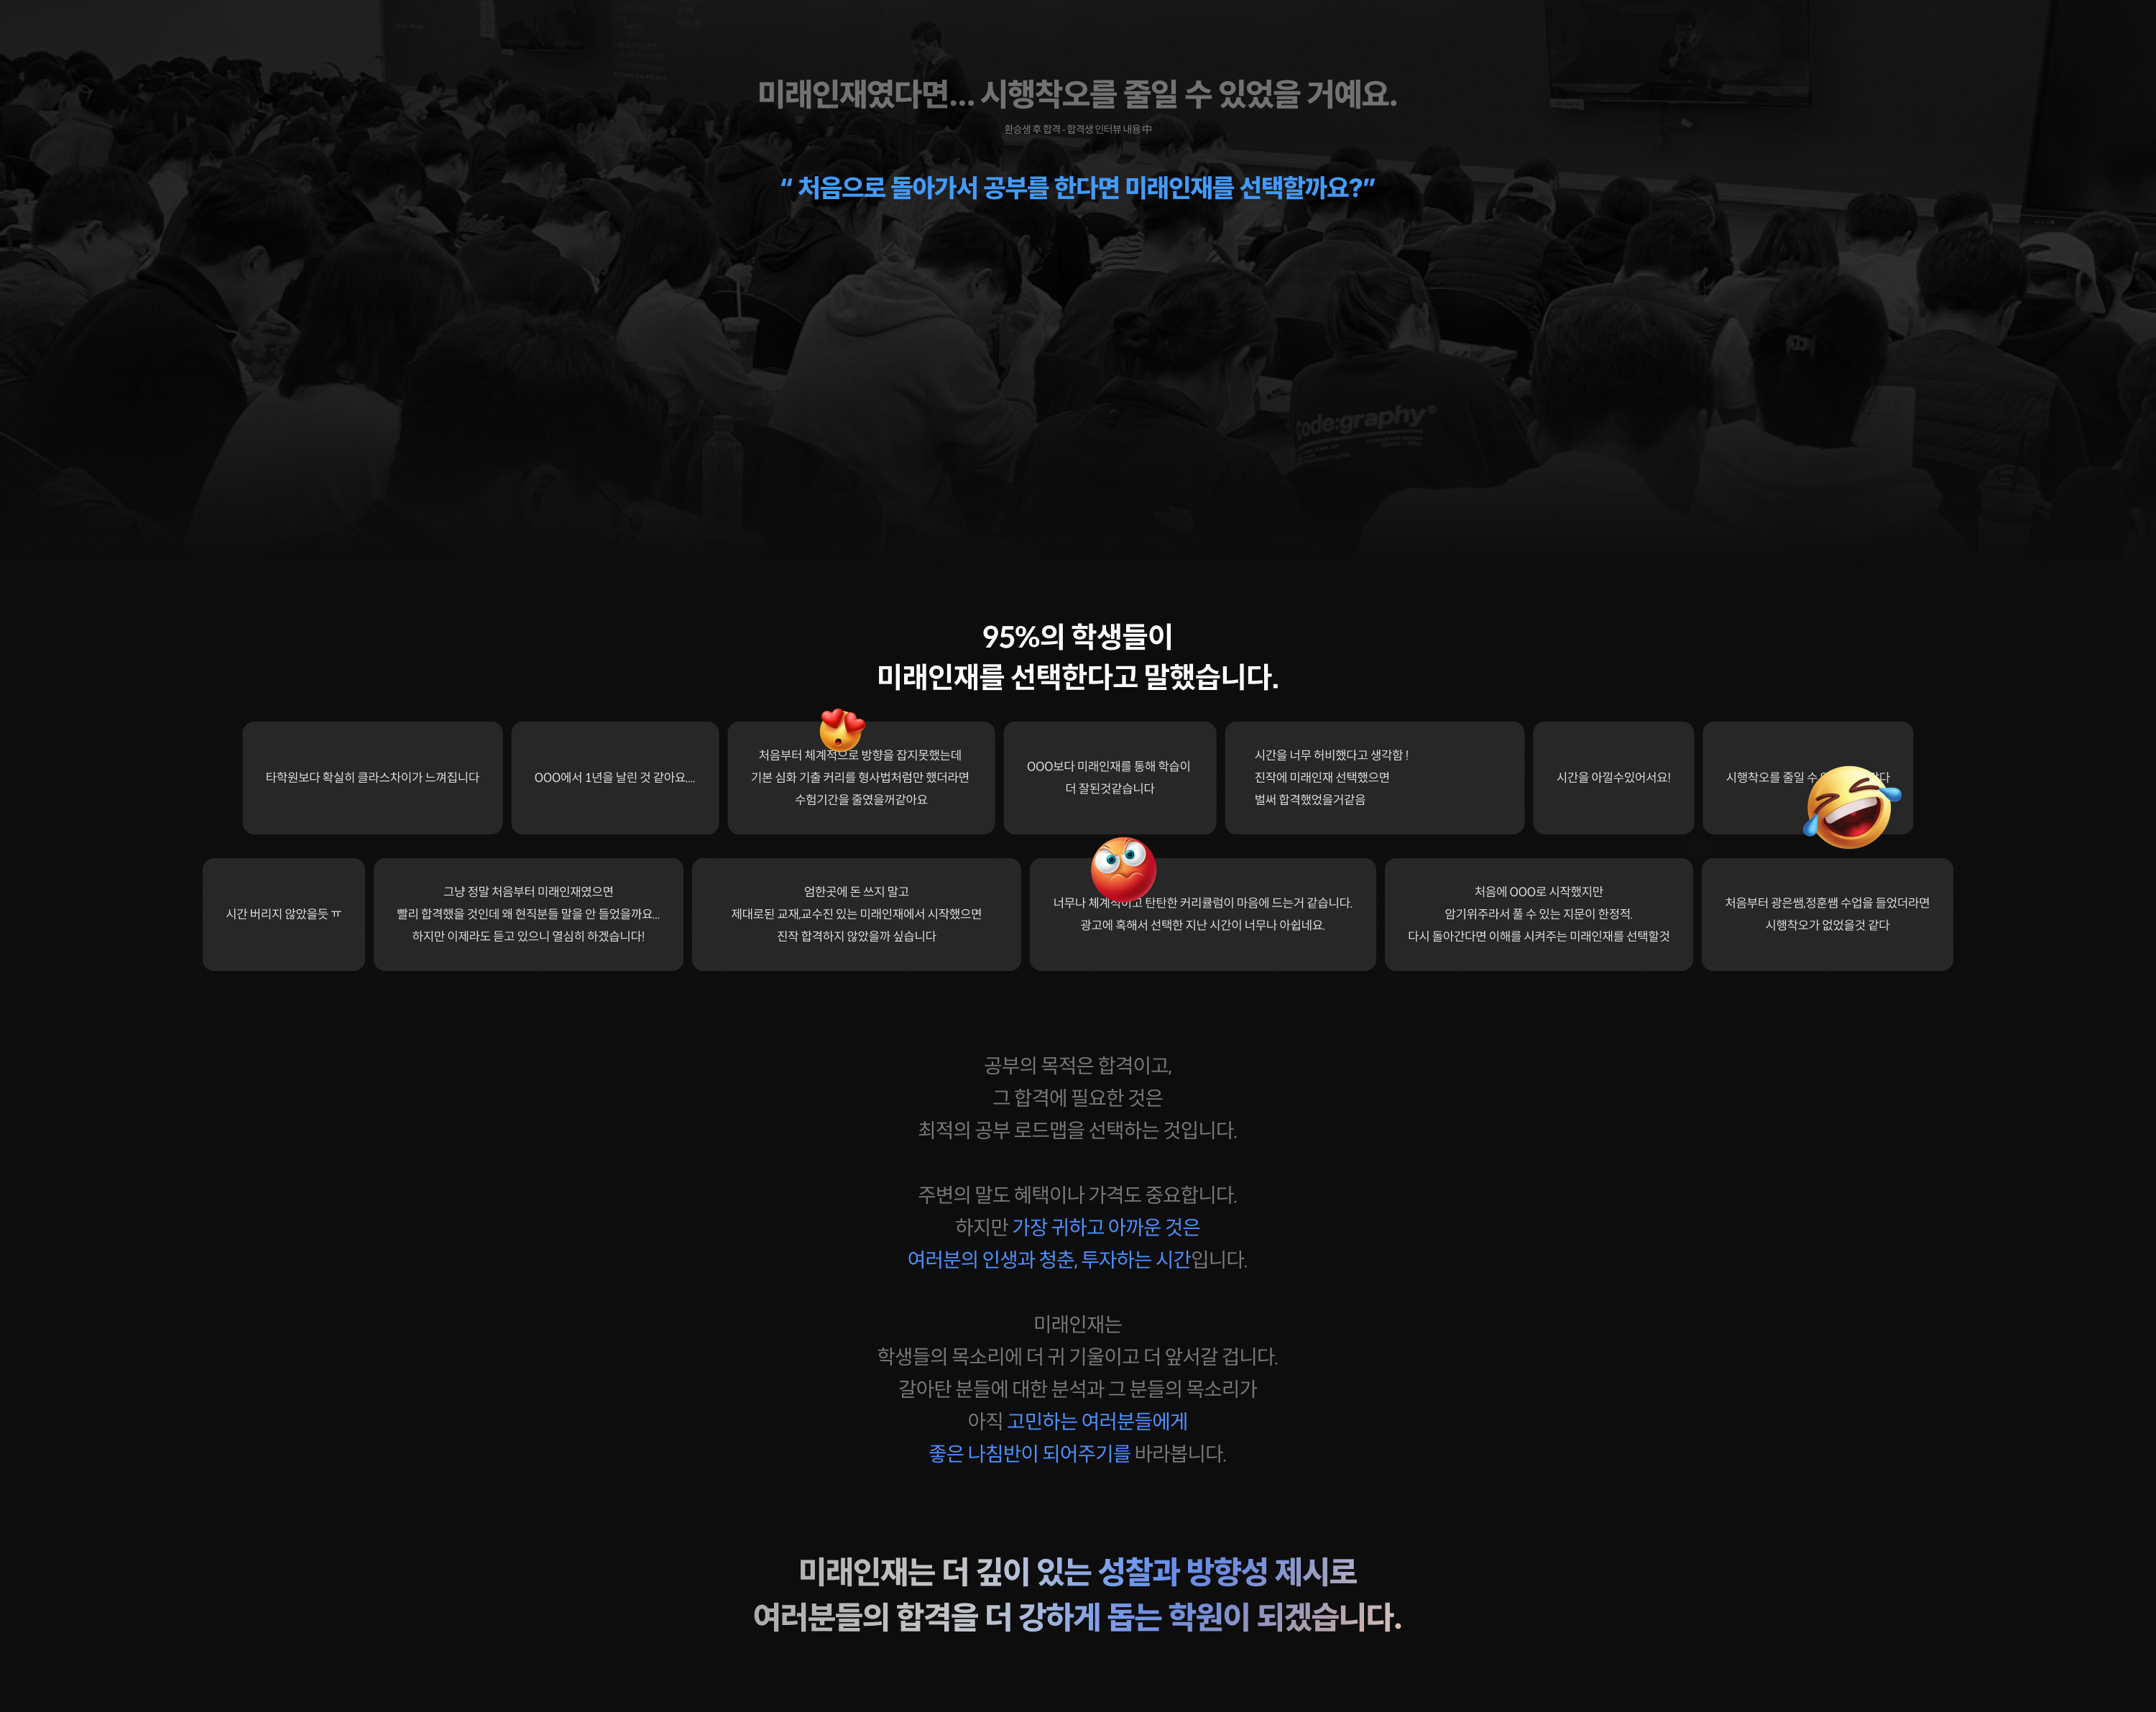 미래인재였다면... 시행착오를 줄일 수 있었을 거예요.
환승생 후 합격 - 합격생 인터뷰 내용 中
“ 처음으로 돌아가서 공부를 한다면 미래인재를 선택할까요?”
code:graphy
95%의 학생들이
미래인재를 선택한다고 말했습니다.
타학원보다 확실히 클라스차이가 느껴집니다
OOO에서 1년을 날린 것 같아요....
처음부터 체계적으로 방향을 잡지못했는데
기본 심화 기출 커리를 형사법처럼만 했더라면
수험기간을 줄였을꺼같아요
OOO보다 미래인재를 통해 학습이
더 잘된것같습니다
시간을 너무 허비했다고 생각함 !
진작에 미래인재 선택했으면
벌써 합격했었을거같음
시간을 아낄수있어서요!
시행착오를 줄일 수
시간 버리지 않았을듯 ㅠ
그냥 정말 처음부터 미래인재였으면
빨리 합격했을 것인데 왜 현직분들 말을 안 들었을까요...
하지만 이제라도 듣고 있으니 열심히 하겠습니다!
엄한곳에 돈 쓰지 말고
제대로된 교재,교수진 있는 미래인재에서 시작했으면
진작 합격하지 않았을까 싶습니다
너무나 체계적이고 탄탄한 커리큘럼이 마음에 드는거 같습니다.
광고에 혹해서 선택한 지난 시간이 너무나 아쉽네요.
처음에 OOO로 시작했지만
암기위주라서 풀 수 있는 지문이 한정적.
다시 돌아간다면 이해를 시켜주는 미래인재를 선택할것
처음부터 광은쌤,정훈쌤 수업을 들었더라면
시행착오가 없었을것 같다
공부의 목적은 합격이고,
그 합격에 필요한 것은
최적의 공부 로드맵을 선택하는 것입니다.
주변의 말도 혜택이나 가격도 중요합니다.
하지만 가장 귀하고 아까운 것은
여러분의 인생과 청춘, 투자하는 시간입니다.
미래인재는
학생들의 목소리에 더 귀 기울이고 더 앞서갈 겁니다.
갈아탄 분들에 대한 분석과 그 분들의 목소리가
아직 고민하는 여러분들에게
좋은 나침반이 되어주기를 바라봅니다.
미래인재는 더 깊이 있는 성찰과 방향성 제시로
여러분들의 합격을 더 강하게 돕는 학원이 되겠습니다.